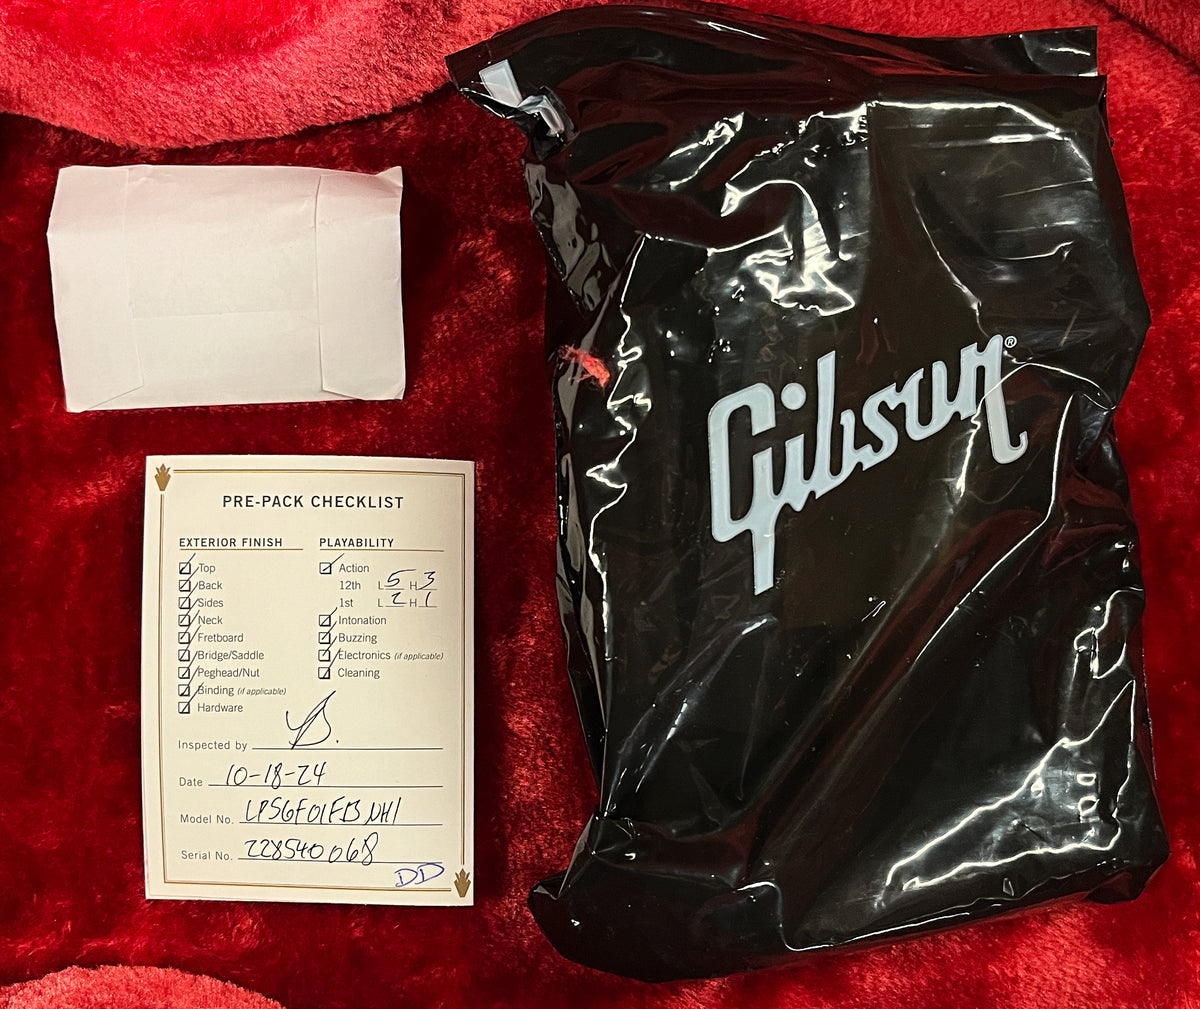 Gibson®
PRE-PACK CHECKLIST
EXTERIOR FINISH
Top
Back
Sides
Neck
Fretboard
Bridge/Saddle
Peghead/Nut
Binding (if applicable)
Hardware
PLAYABILITY
Action
12th L 5 H 3
1st L 2 H 1
Intonation
Buzzing
Electronics (if applicable)
Cleaning
Inspected by
Date 10-18-24
Model No. LPS6F01FBNH1
Serial No. 228540068
DD